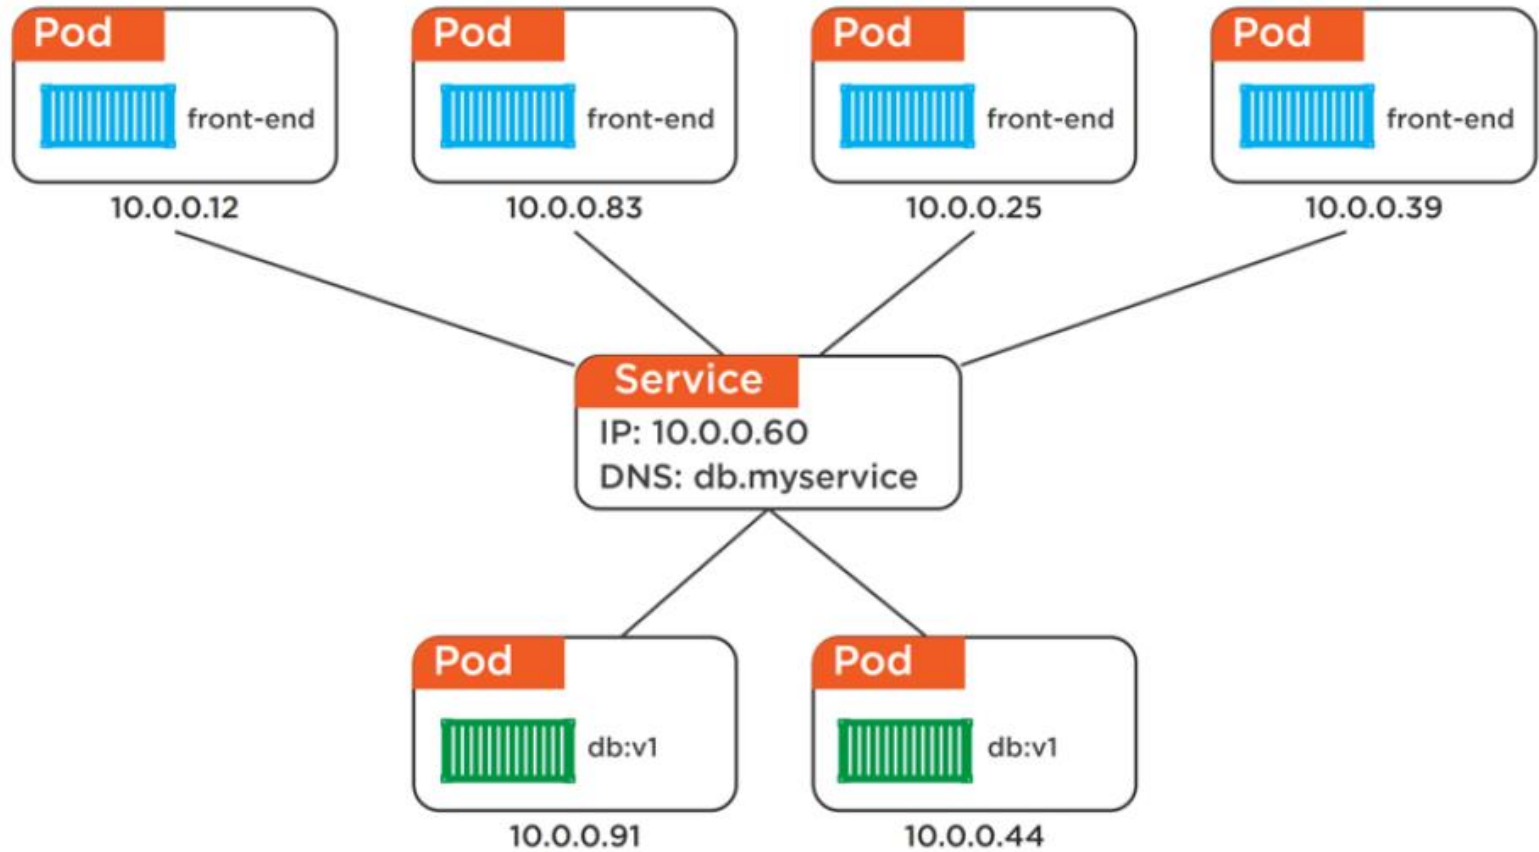 Pod
front-end
10.0.0.12
Pod
front-end
10.0.0.83
Pod
front-end
10.0.0.25
Pod
front-end
10.0.0.39
Service
IP: 10.0.0.60
DNS: db.myservice
Pod
db:v1
10.0.0.91
Pod
db:v1
10.0.0.44